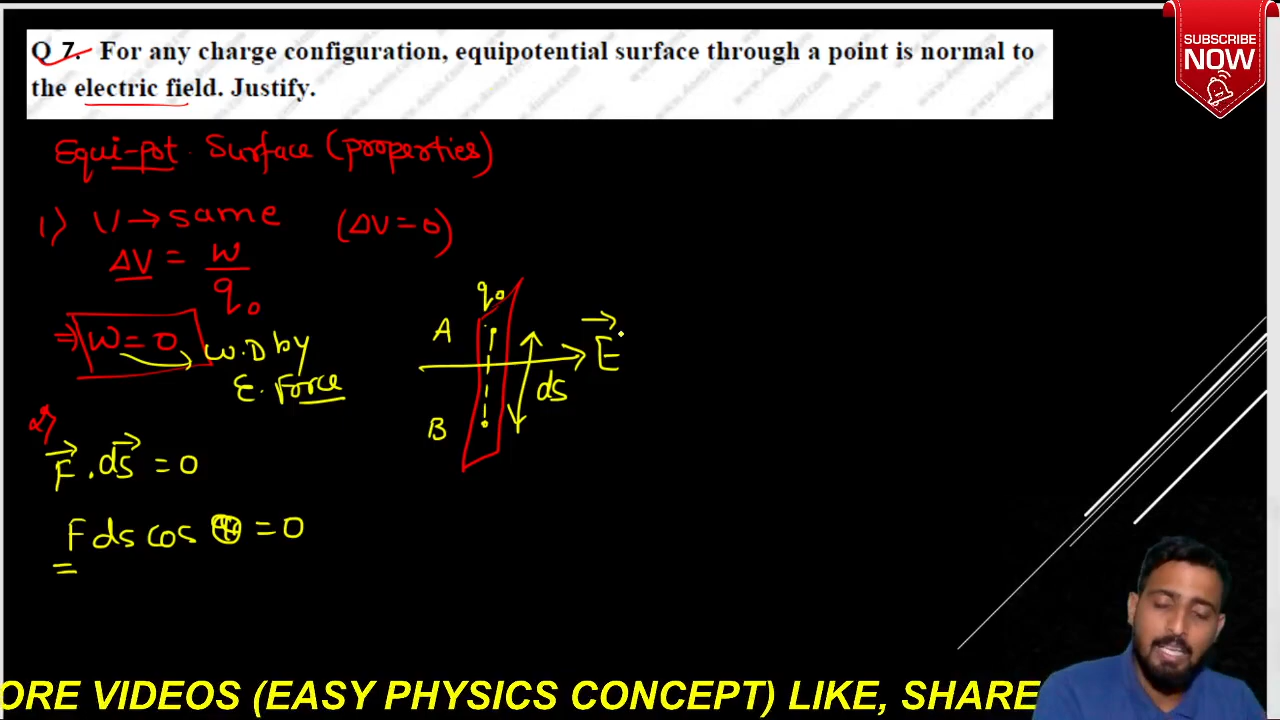 Q 7. For any charge configuration, equipotential surface through a point is normal to
the electric field. Justify.
SUBSCRIBE
NOW
Equi-pot. Surface (properties)
1) V → same (ΔV = 0)
ΔV = W
q₀
⇒ W = 0 → W.D by
E. Force
q₀
A
E
ds
B
2)
F . ds = 0
F ds cos = 0
ORE VIDEOS (EASY PHYSICS CONCEPT) LIKE, SHARE